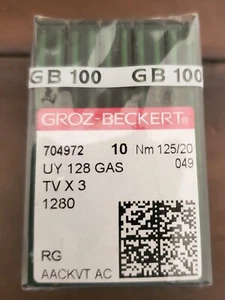 GB 100 GB 100
GROZ-BECKERT®
704972 10 Nm 125/20
UY 128 GAS 049
TV X 3
1280
RG
AACKVT AC